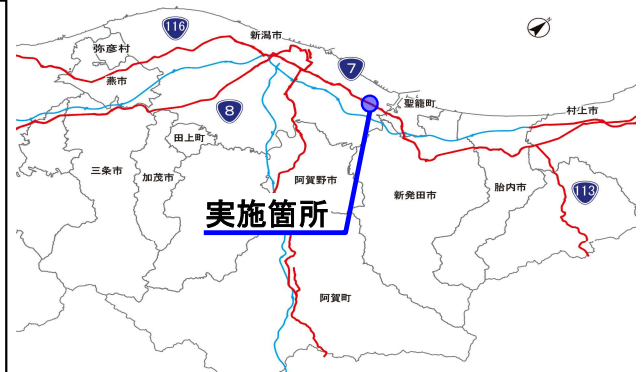 116
新潟市
弥彦村
7
燕市
聖籠町
8
村上市
田上町
三条市
加茂市
阿賀野市
新発田市
胎内市
113
実施箇所
阿賀町